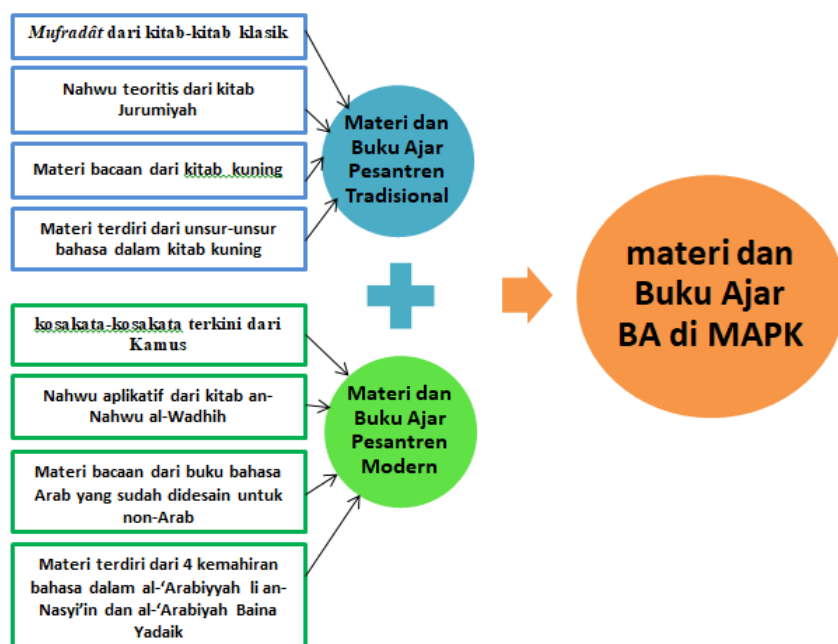 Mufradât dari kitab-kitab klasik
Nahwu teoritis dari kitab
Jurumiyah
Materi bacaan dari kitab kuning
Materi terdiri dari unsur-unsur
bahasa dalam kitab kuning
Materi dan
Buku Ajar
Pesantren
Tradisional
kosakata-kosakata terkini dari
Kamus
Nahwu aplikatif dari kitab an-
Nahwu al-Wadhih
Materi bacaan dari buku bahasa
Arab yang sudah didesain untuk
non-Arab
Materi terdiri dari 4 kemahiran
bahasa dalam al-‘Arabiyyah li an-
Nasyi’in dan al-‘Arabiyah Baina
Yadaik
Materi dan
Buku Ajar
Pesantren
Modern
materi dan
Buku Ajar
BA di MAPK